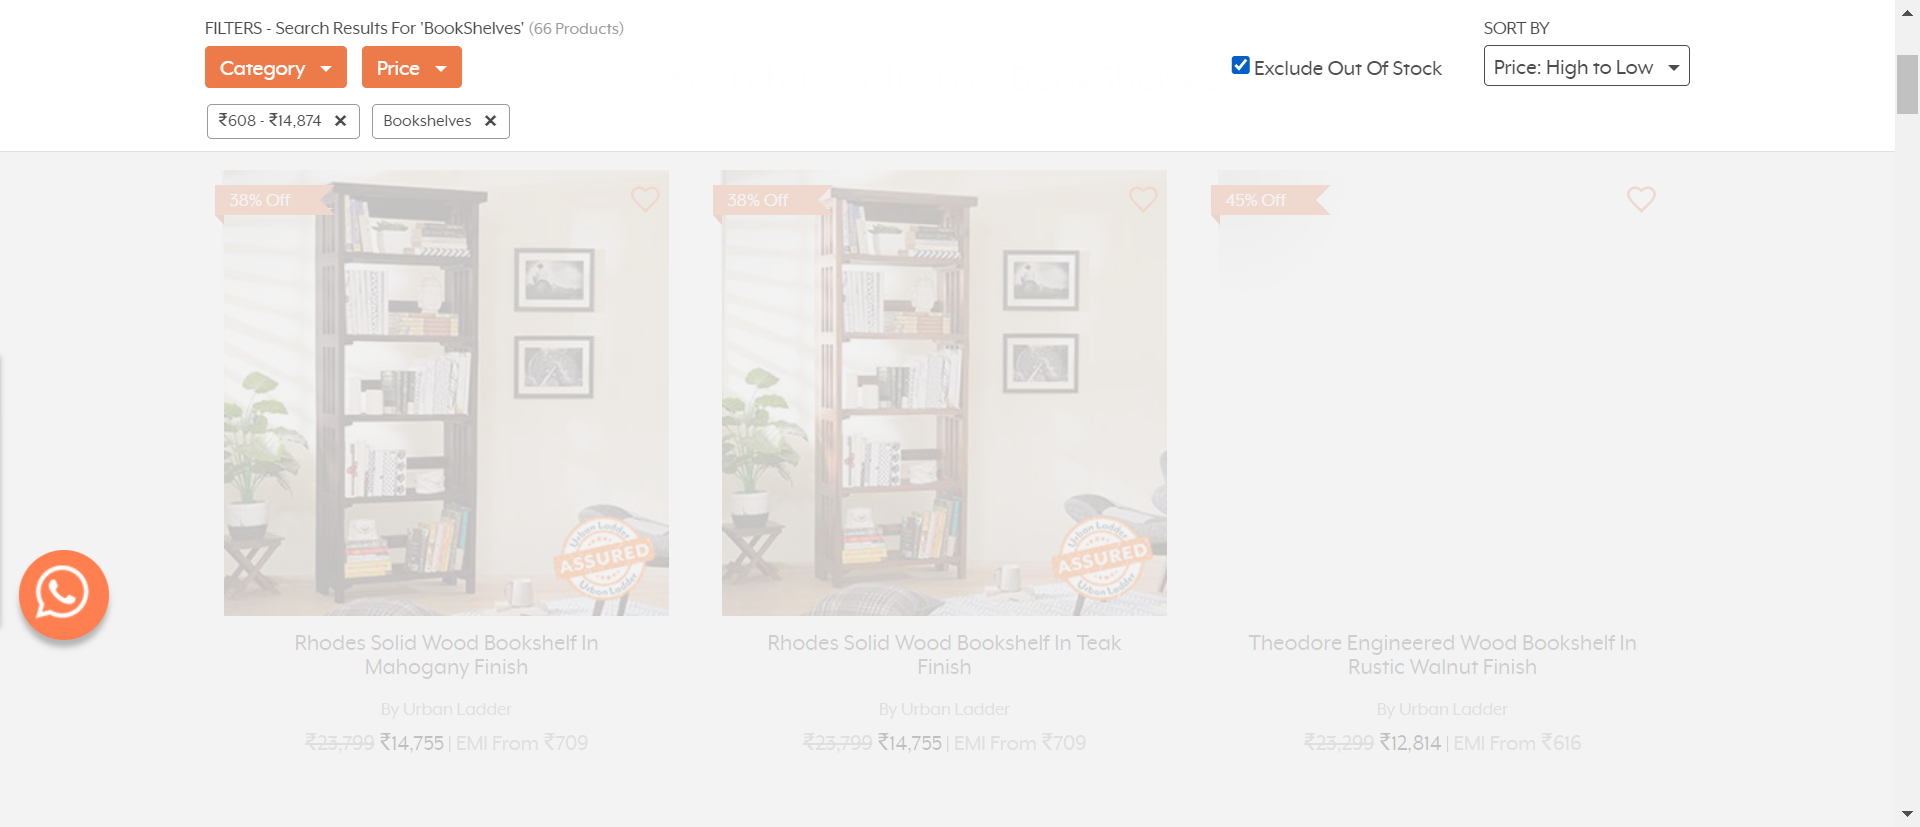 FILTERS - Search Results For 'BookShelves' (66 Products)
SORT BY
Category
Price
Exclude Out Of Stock
Price: High to Low
₹608 - ₹14,874
Bookshelves
38% Off
38% Off
45% Off
Urban Ladder
ASSURED
Urban Ladder
Urban Ladder
ASSURED
Urban Ladder
Rhodes Solid Wood Bookshelf In
Mahogany Finish
By Urban Ladder
₹23,799 ₹14,755 | EMI From ₹709
Rhodes Solid Wood Bookshelf In Teak
Finish
By Urban Ladder
₹23,799 ₹14,755 | EMI From ₹709
Theodore Engineered Wood Bookshelf In
Rustic Walnut Finish
By Urban Ladder
₹23,299 ₹12,814 | EMI From ₹616